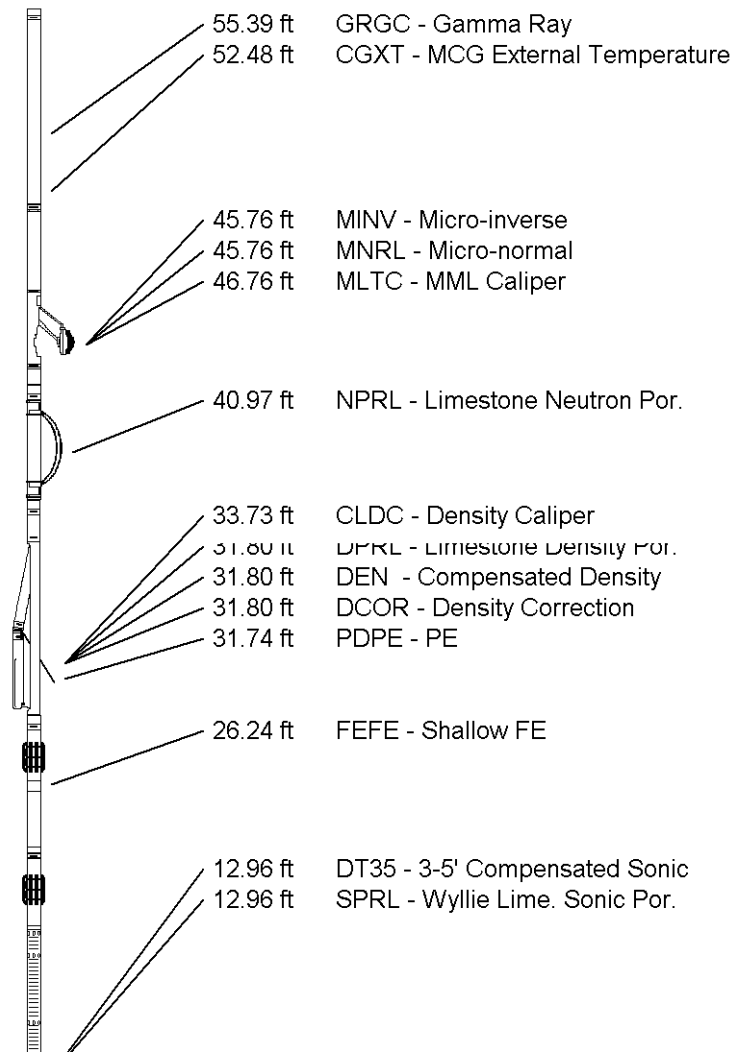 55.39 ft GRGC - Gamma Ray
52.48 ft CGXT - MCG External Temperature
45.76 ft MINV - Micro-inverse
45.76 ft MNRL - Micro-normal
46.76 ft MLTC - MML Caliper
40.97 ft NPRL - Limestone Neutron Por.
33.73 ft CLDC - Density Caliper
31.80 ft DPRL - Limestone Density Por.
31.80 ft DEN - Compensated Density
31.80 ft DCOR - Density Correction
31.74 ft PDPE - PE
26.24 ft FEFE - Shallow FE
12.96 ft DT35 - 3-5' Compensated Sonic
12.96 ft SPRL - Wyllie Lime. Sonic Por.